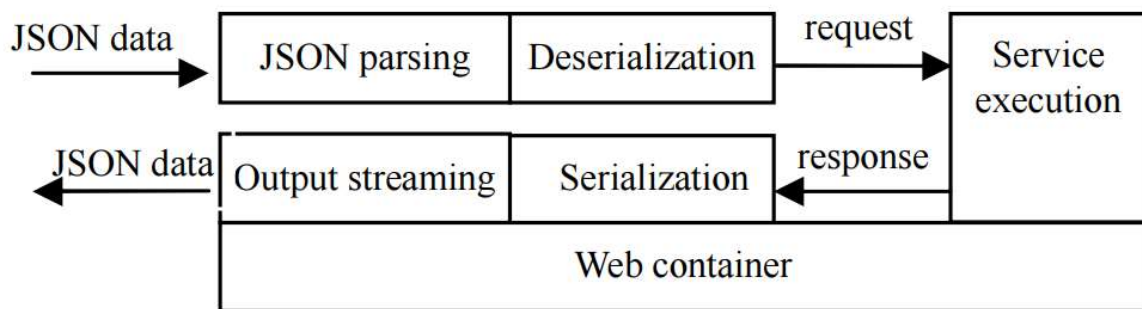 JSON data
JSON parsing
Deserialization
request
Service
execution
JSON data
Output streaming
Serialization
response
Web container